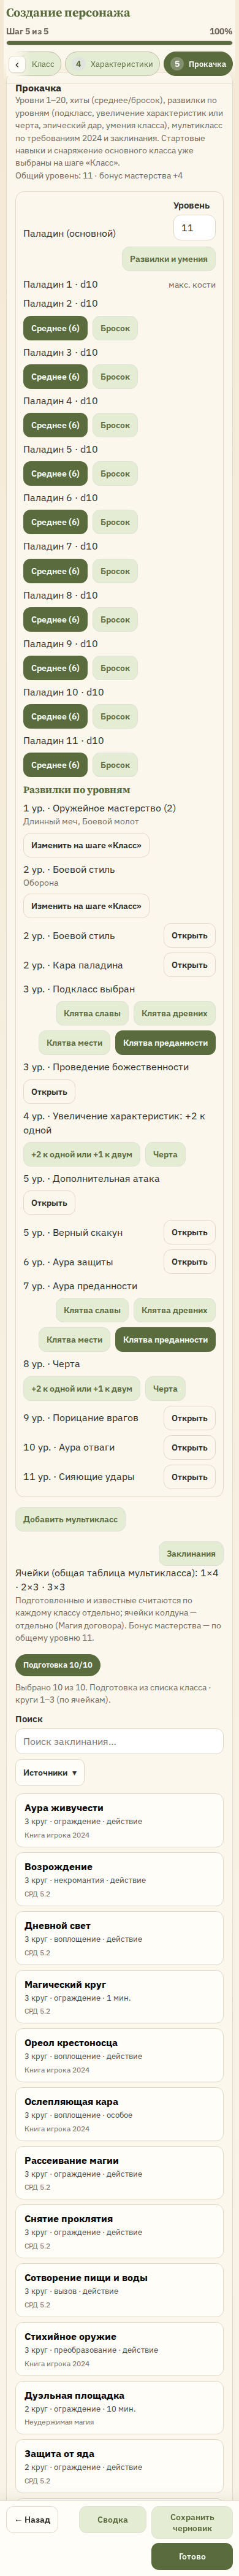 Создание персонажа
Шаг 5 из 5 100%
‹ Класс 4 Характеристики 5 Прокачка
Прокачка
Уровни 1–20, хиты (среднее/бросок), развилки по
уровням (подкласс, увеличение характеристик или
черта, эпический дар, умения класса), мультикласс
по требованиям 2024 и заклинания. Стартовые
навыки и снаряжение основного класса уже
выбраны на шаге «Класс».
Общий уровень: 11 · бонус мастерства +4
Уровень
Паладин (основной) 11
Развилки и умения
Паладин 1 · d10 макс. кости
Паладин 2 · d10
Среднее (6) Бросок
Паладин 3 · d10
Среднее (6) Бросок
Паладин 4 · d10
Среднее (6) Бросок
Паладин 5 · d10
Среднее (6) Бросок
Паладин 6 · d10
Среднее (6) Бросок
Паладин 7 · d10
Среднее (6) Бросок
Паладин 8 · d10
Среднее (6) Бросок
Паладин 9 · d10
Среднее (6) Бросок
Паладин 10 · d10
Среднее (6) Бросок
Паладин 11 · d10
Среднее (6) Бросок
Развилки по уровням
1 ур. · Оружейное мастерство (2)
Длинный меч, Боевой молот
Изменить на шаге «Класс»
2 ур. · Боевой стиль
Оборона
Изменить на шаге «Класс»
2 ур. · Боевой стиль Открыть
2 ур. · Кара паладина Открыть
3 ур. · Подкласс выбран
Клятва славы Клятва древних
Клятва мести Клятва преданности
3 ур. · Проведение божественности
Открыть
4 ур. · Увеличение характеристик: +2 к
одной
+2 к одной или +1 к двум Черта
5 ур. · Дополнительная атака
Открыть
5 ур. · Верный скакун Открыть
6 ур. · Аура защиты Открыть
7 ур. · Аура преданности
Клятва славы Клятва древних
Клятва мести Клятва преданности
8 ур. · Черта
+2 к одной или +1 к двум Черта
9 ур. · Порицание врагов Открыть
10 ур. · Аура отваги Открыть
11 ур. · Сияющие удары Открыть
Добавить мультикласс
Заклинания
Ячейки (общая таблица мультикласса): 1×4
· 2×3 · 3×3
Подготовленные и известные считаются по
каждому классу отдельно; ячейки колдуна —
отдельно (Магия договора). Бонус мастерства — по
общему уровню 11.
Подготовка 10/10
Выбрано 10 из 10. Подготовка из списка класса ·
круги 1–3 (по ячейкам).
Поиск
Поиск заклинания…
Источники ▾
Аура живучести
3 круг · ограждение · действие
Книга игрока 2024
Возрождение
3 круг · некромантия · действие
СРД 5.2
Дневной свет
3 круг · воплощение · действие
СРД 5.2
Магический круг
3 круг · ограждение · 1 мин.
СРД 5.2
Ореол крестоносца
3 круг · воплощение · действие
Книга игрока 2024
Ослепляющая кара
3 круг · воплощение · особое
Книга игрока 2024
Рассеивание магии
3 круг · ограждение · действие
СРД 5.2
Снятие проклятия
3 круг · ограждение · действие
СРД 5.2
Сотворение пищи и воды
3 круг · вызов · действие
СРД 5.2
Стихийное оружие
3 круг · преобразование · действие
Книга игрока 2024
Дуэльная площадка
2 круг · ограждение · 10 мин.
Неудержимая магия
Защита от яда
2 круг · ограждение · действие
СРД 5.2
← Назад Сводка Сохранить
черновик
Готово